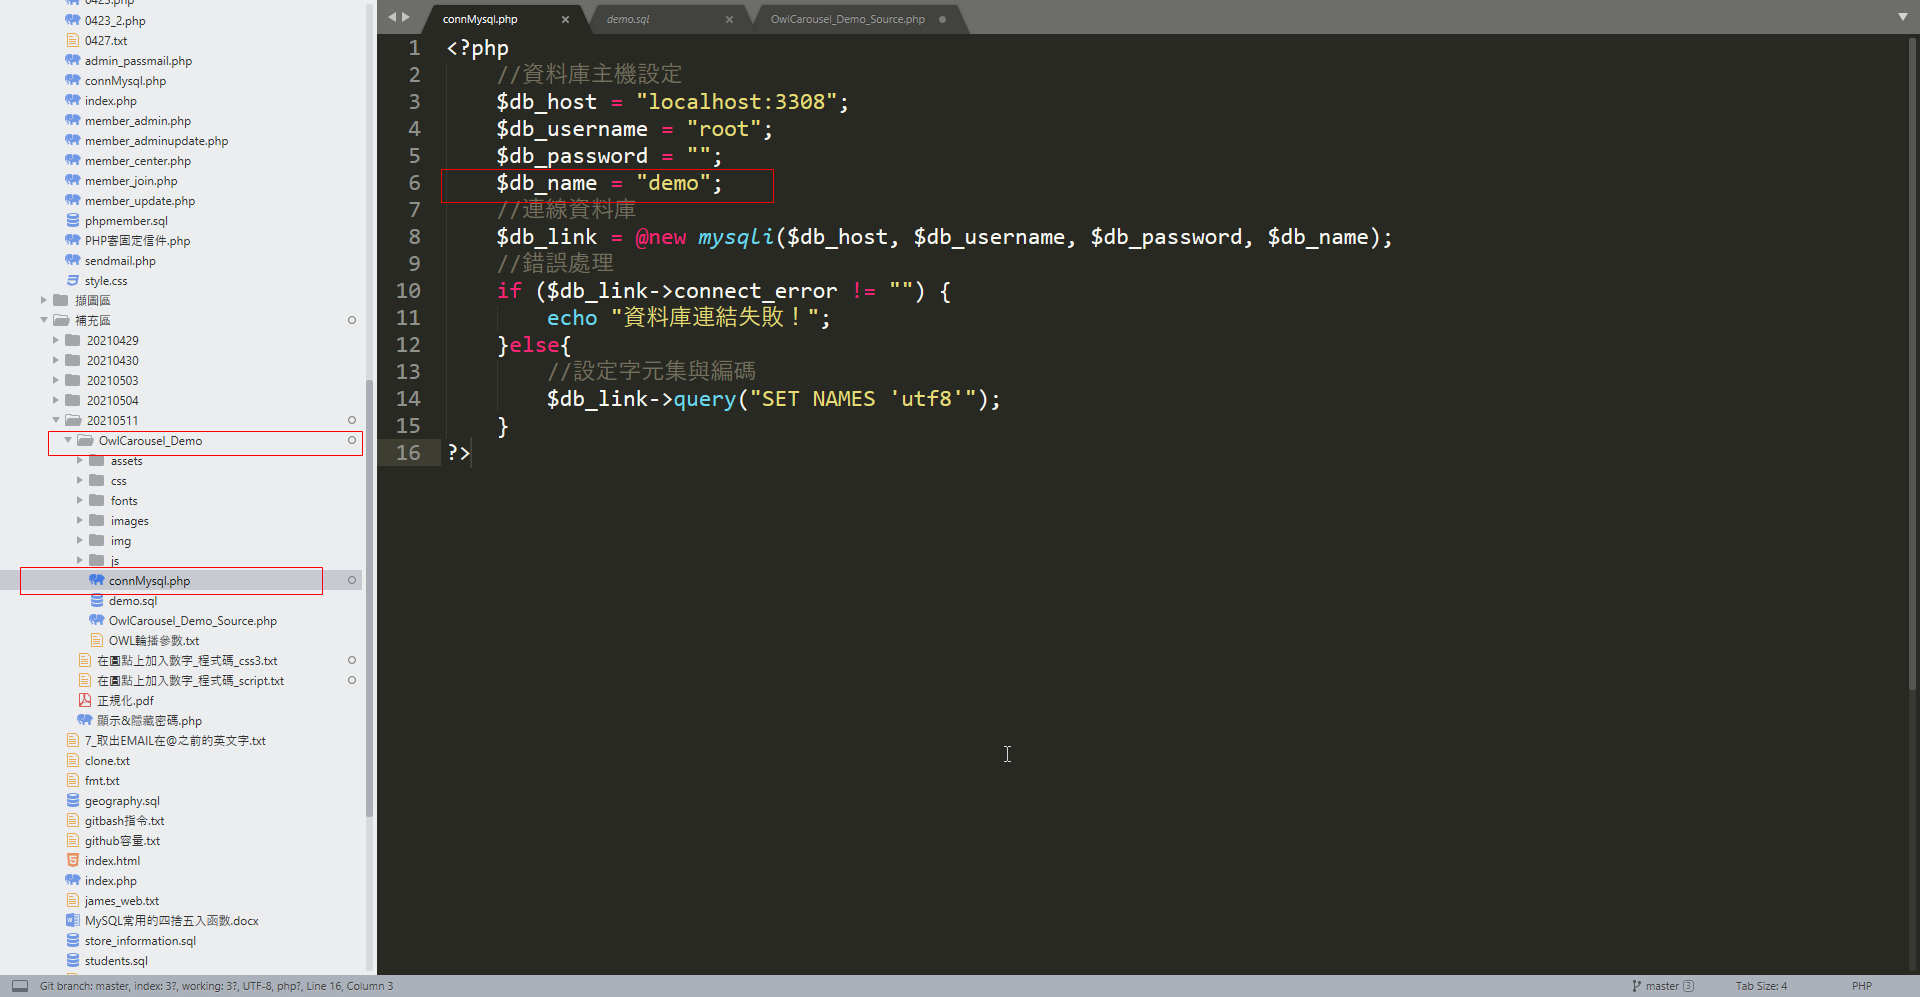 0423.php
0423_2.php
0427.txt
admin_passmail.php
connMysql.php
index.php
member_admin.php
member_adminupdate.php
member_center.php
member_join.php
member_update.php
phpmember.sql
PHP寄固定信件.php
sendmail.php
style.css
擷圖區
補充區
20210429
20210430
20210503
20210504
20210511
OwlCarousel_Demo
assets
css
fonts
images
img
js
connMysql.php
demo.sql
OwlCarousel_Demo_Source.php
OWL輪播參數.txt
在圓點上加入數字_程式碼_css3.txt
在圓點上加入數字_程式碼_script.txt
正規化.pdf
顯示&隱藏密碼.php
7_取出EMAIL在@之前的英文字.txt
clone.txt
fmt.txt
geography.sql
gitbash指令.txt
github容量.txt
index.html
index.php
james_web.txt
MySQL常用的四捨五入函數.docx
store_information.sql
students.sql
connMysql.php
demo.sql
OwlCarousel_Demo_Source.php
1 <?php
2 //資料庫主機設定
3 $db_host = "localhost:3308";
4 $db_username = "root";
5 $db_password = "";
6 $db_name = "demo";
7 //連線資料庫
8 $db_link = @new mysqli($db_host, $db_username, $db_password, $db_name);
9 //錯誤處理
10 if ($db_link->connect_error != "") {
11 echo "資料庫連結失敗！";
12 }else{
13 //設定字元集與編碼
14 $db_link->query("SET NAMES 'utf8'");
15 }
16 ?>
Git branch: master, index: 3?, working: 3?, UTF-8, php?, Line 16, Column 3
master 3
Tab Size: 4
PHP